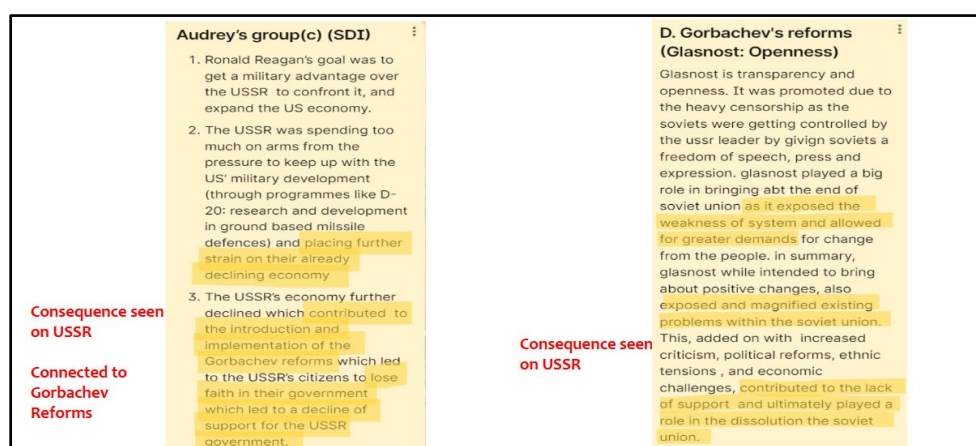 Audrey's group(c) (SDI)
1. Ronald Reagan's goal was to
get a military advantage over
the USSR to confront it, and
expand the US economy.
2. The USSR was spending too
much on arms from the
pressure to keep up with the
US' military development
(through programmes like D-
20: research and development
in ground based milssile
defences) and placing further
strain on their already
declining economy
3. The USSR's economy further
declined which contributed to
the introduction and
implementation of the
Gorbachev reforms which led
to the USSR's citizens to lose
faith in their government
which led to a decline of
support for the USSR
government.
Consequence seen
on USSR
Connected to
Gorbachev
Reforms
D. Gorbachev's reforms
(Glasnost: Openness)
Glasnost is transparency and
openness. It was promoted due to
the heavy censorship as the
soviets were getting controlled by
the ussr leader by givign soviets a
freedom of speech, press and
expression. glasnost played a big
role in bringing abt the end of
soviet union as it exposed the
weakness of system and allowed
for greater demands for change
from the people. in summary,
glasnost while intended to bring
about positive changes, also
exposed and magnified existing
problems within the soviet union.
This, added on with increased
criticism, political reforms, ethnic
tensions , and economic
challenges, contributed to the lack
of support and ultimately played a
role in the dissolution the soviet
union.
Consequence seen
on USSR